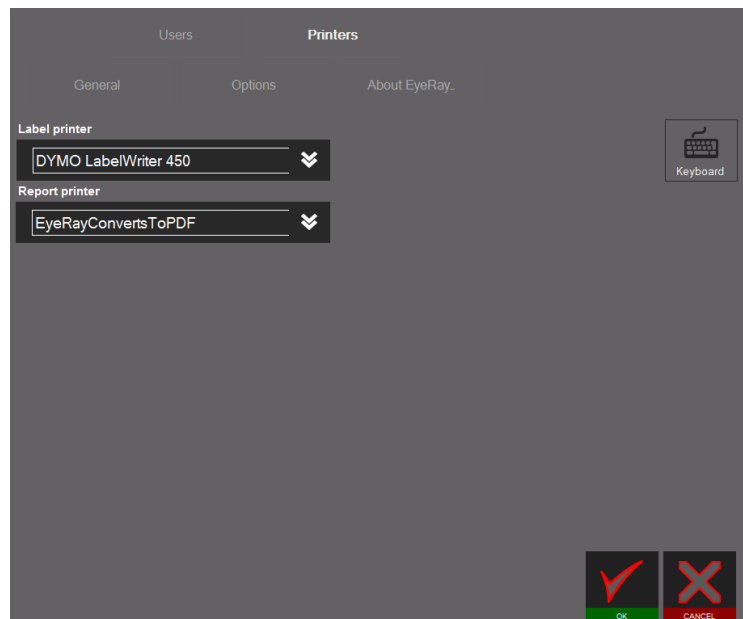 Users Printers
General Options About EyeRay..
Label printer
DYMO LabelWriter 450
Keyboard
Report printer
EyeRayConvertsToPDF
OK CANCEL